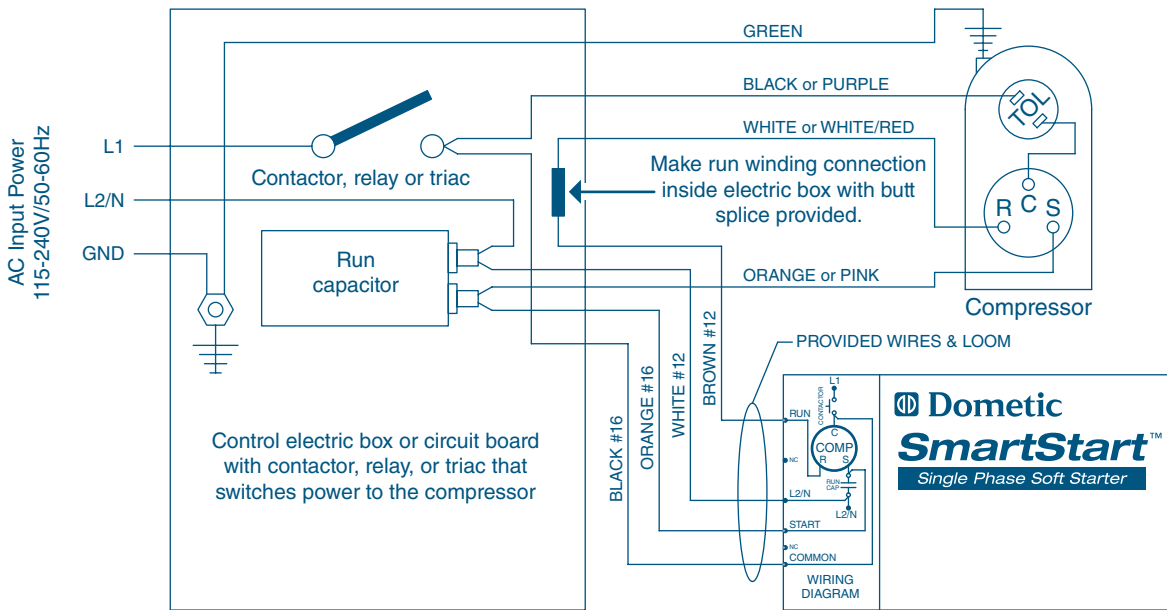 AC Input Power
115-240V/50-60Hz
L1
L2/N
GND
Contactor, relay or triac
Run
capacitor
Control electric box or circuit board
with contactor, relay, or triac that
switches power to the compressor
GREEN
BLACK or PURPLE
WHITE or WHITE/RED
Make run winding connection
inside electric box with butt
splice provided.
ORANGE or PINK
TOL
R C S
Compressor
BLACK #16
ORANGE #16
WHITE #12
BROWN #12
PROVIDED WIRES & LOOM
RUN
NC
L2/N
START
NC
COMMON
L1
CONTACTOR
C
COMP
R S
RUN
CAP
L2/N
WIRING
DIAGRAM
Dometic
SmartStart™
Single Phase Soft Starter